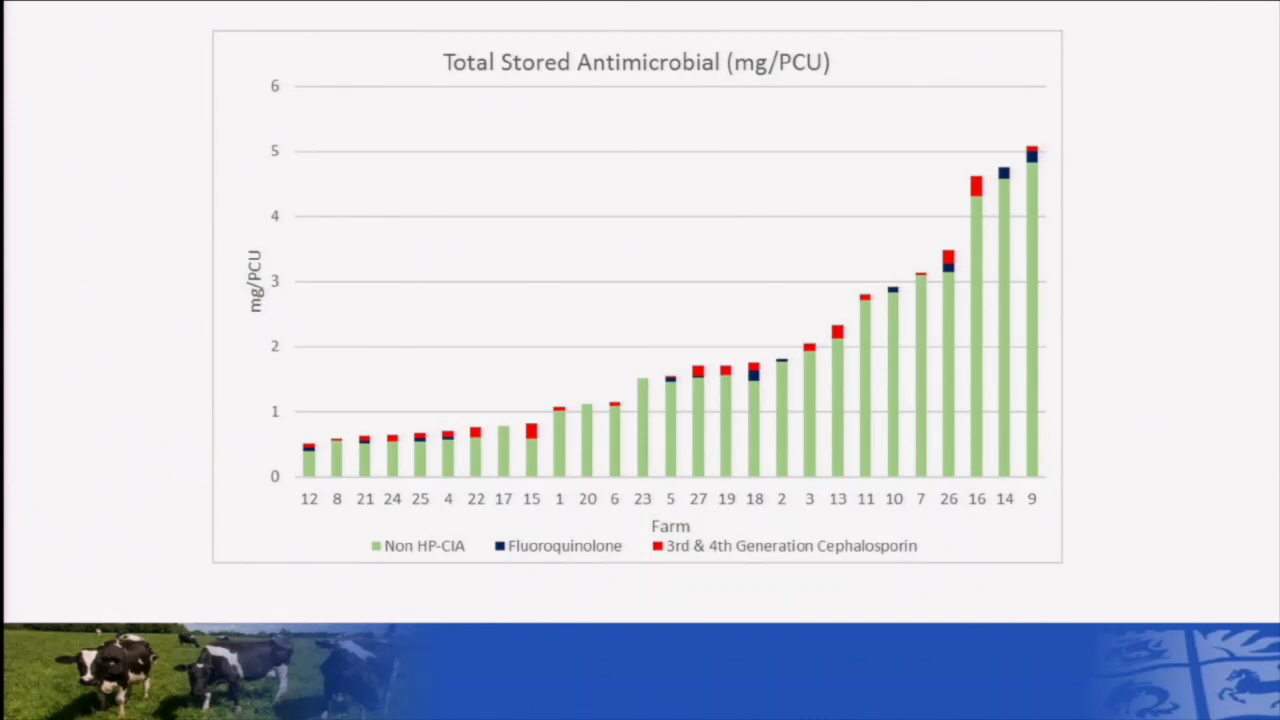 Total Stored Antimicrobial (mg/PCU)
6
5
4
3
2
1
0
mg/PCU
12 8 21 24 25 4 22 17 15 1 20 6 23 5 27 19 18 2 3 13 11 10 7 26 16 14 9
Farm
Non HP-CIA Fluoroquinolone 3rd & 4th Generation Cephalosporin